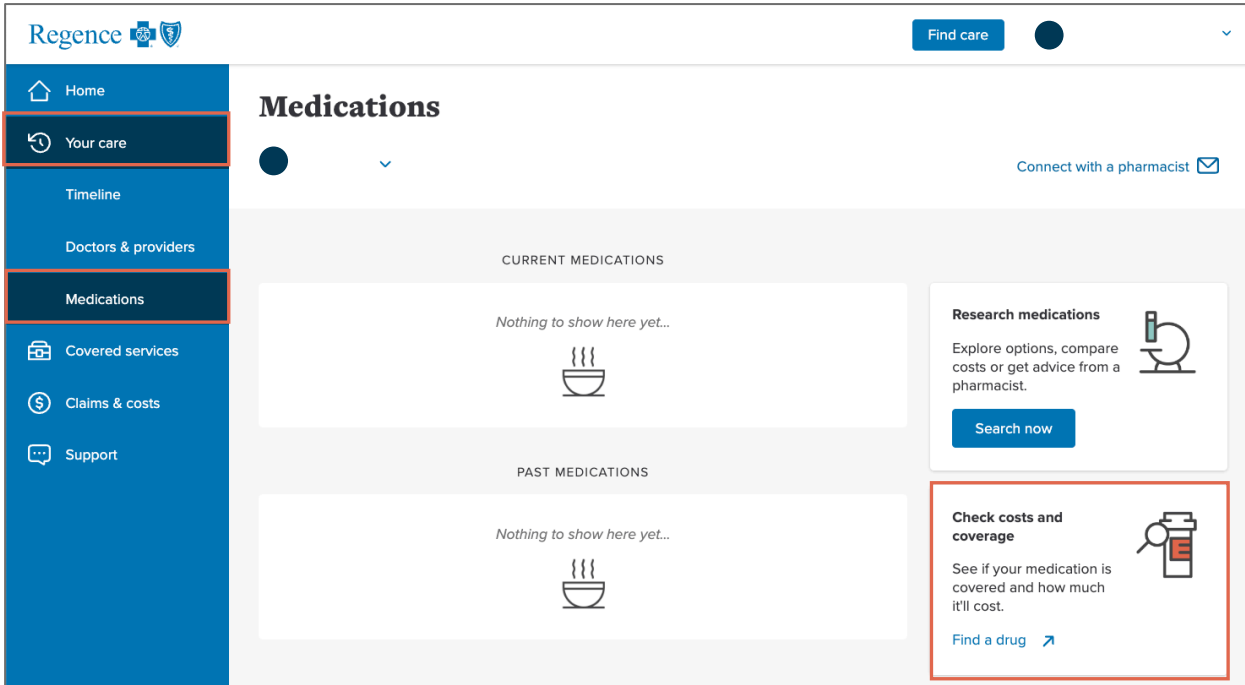 Regence
Find care
Home
Your care
Timeline
Doctors & providers
Medications
Covered services
Claims & costs
Support
Medications
Connect with a pharmacist
CURRENT MEDICATIONS
Nothing to show here yet...
PAST MEDICATIONS
Nothing to show here yet...
Research medications
Explore options, compare
costs or get advice from a
pharmacist.
Search now
Check costs and
coverage
See if your medication is
covered and how much
it'll cost.
Find a drug